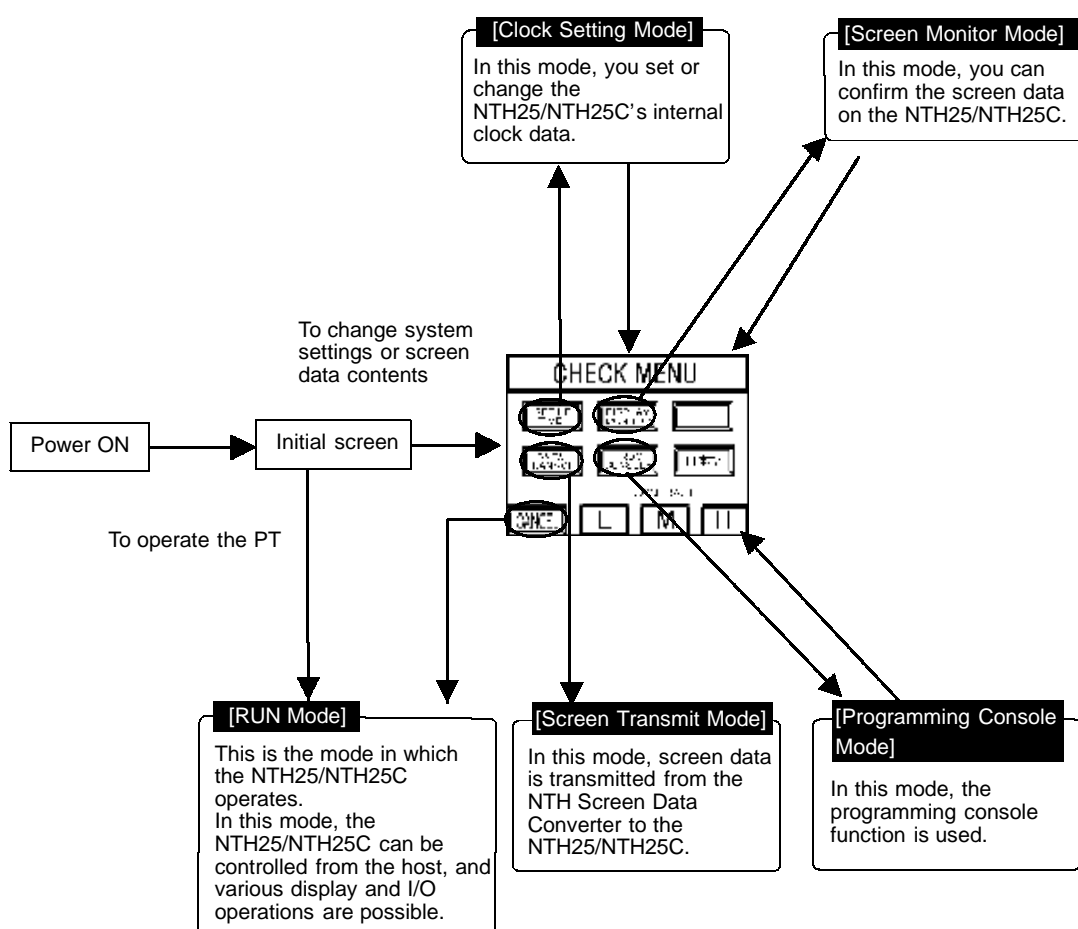 [Clock Setting Mode]
In this mode, you set or
change the
NTH25/NTH25C's internal
clock data.
[Screen Monitor Mode]
In this mode, you can
confirm the screen data
on the NTH25/NTH25C.
To change system
settings or screen
data contents
CHECK MENU
Power ON
Initial screen
CANCEL
L
M
H
To operate the PT
[RUN Mode]
This is the mode in which
the NTH25/NTH25C
operates.
In this mode, the
NTH25/NTH25C can be
controlled from the host, and
various display and I/O
operations are possible.
[Screen Transmit Mode]
In this mode, screen data
is transmitted from the
NTH Screen Data
Converter to the
NTH25/NTH25C.
[Programming Console
Mode]
In this mode, the
programming console
function is used.